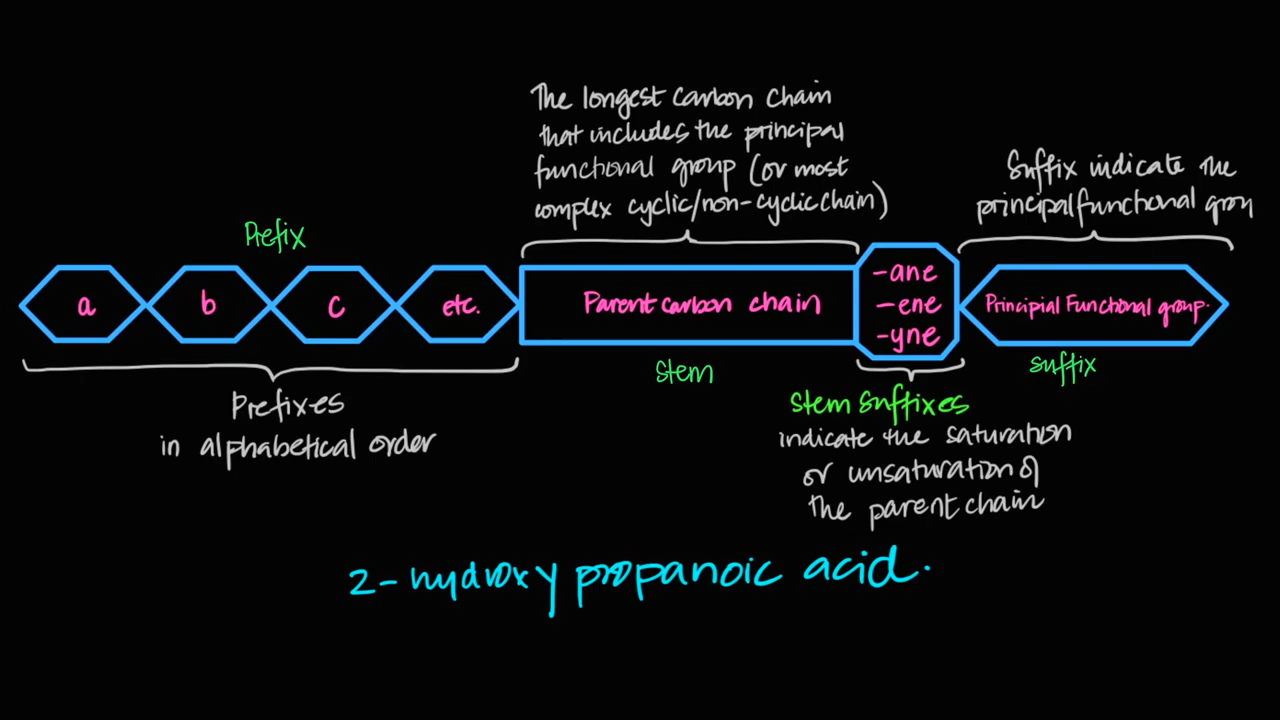 The longest carbon chain
that includes the principal
functional group (or most
complex cyclic/non-cyclic chain)
Suffix indicate the
principal functional grou
Prefix
a
b
c
etc.
Parent carbon chain
-ane
-ene
-yne
Principial Functional group.
Stem
Suffix
Prefixes
in alphabetical order
Stem Suffixes
indicate the saturation
or unsaturation of
the parent chain
2-hydroxy propanoic acid.